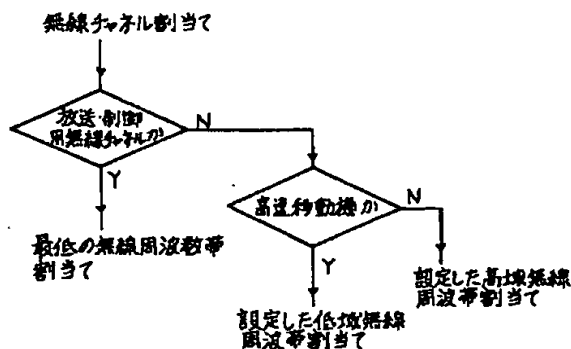 無線チャネル割当て
放送・制御
用無線チャネルか
N
Y
最低の無線周波数帯
割当て
高速移動機か
N
Y
設定した高域無線
周波帯割当て
設定した低域無線
周波帯割当て